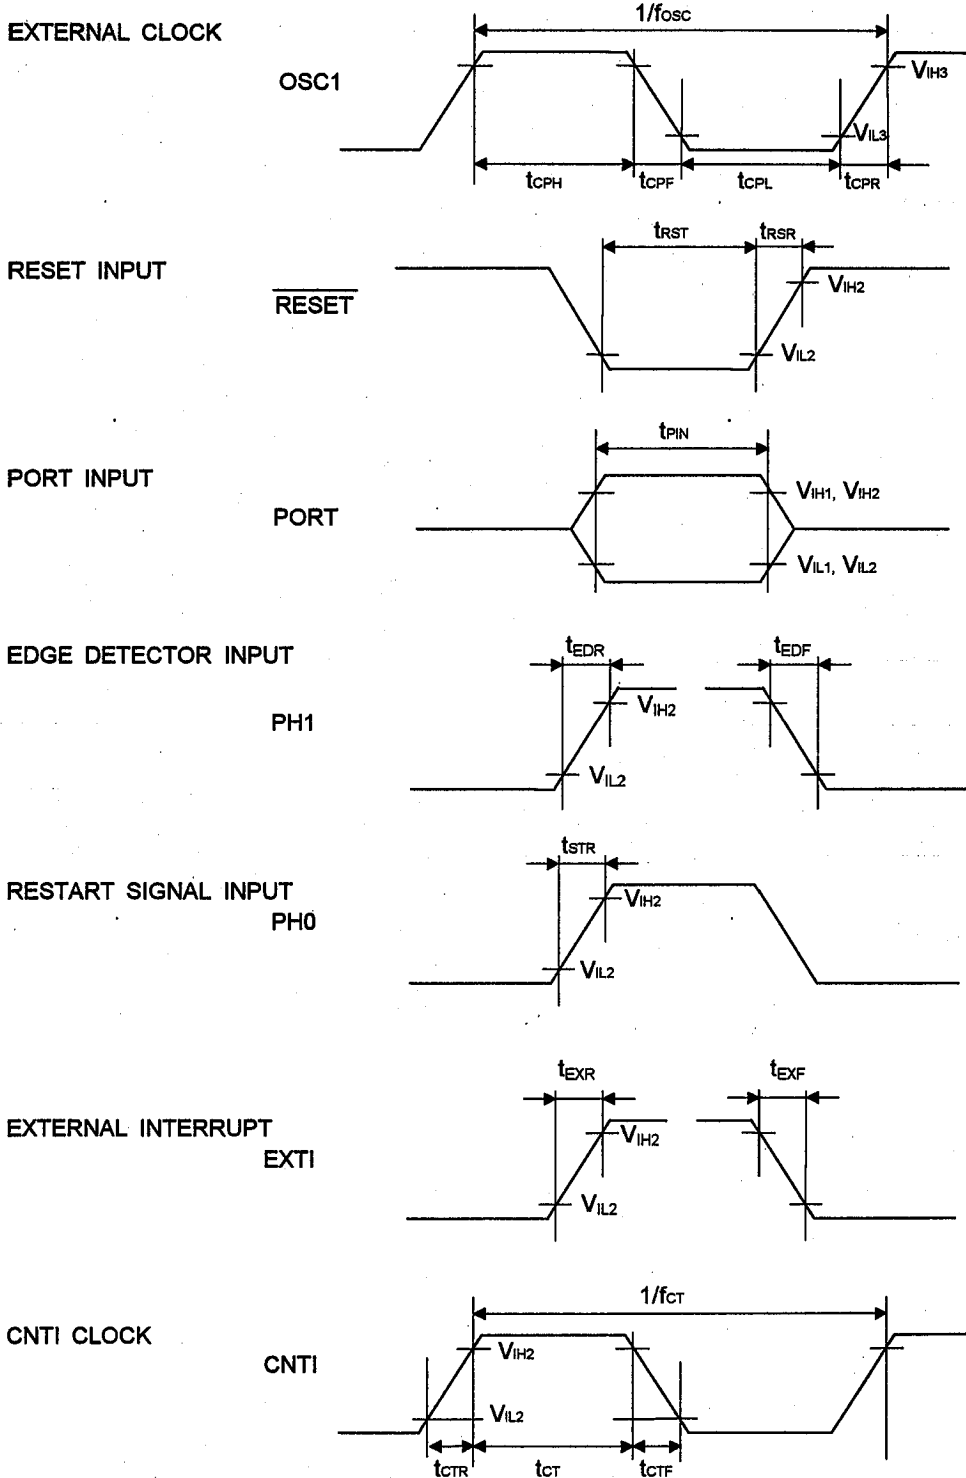 EXTERNAL CLOCK
1/fOSC
OSC1
VIH3
VIL3
tCPH tCPF tCPL tCPR
RESET INPUT
tRST tRSR
RESET
VIH2
VIL2
PORT INPUT
tPIN
PORT
VIH1, VIH2
VIL1, VIL2
EDGE DETECTOR INPUT
tEDR tEDF
PH1
VIH2
VIL2
RESTART SIGNAL INPUT
tSTR
PH0
VIH2
VIL2
EXTERNAL INTERRUPT
tEXR tEXF
EXTI
VIH2
VIL2
CNTI CLOCK
1/fCT
CNTI
VIH2
VIL2
tCTR tCT tCTF